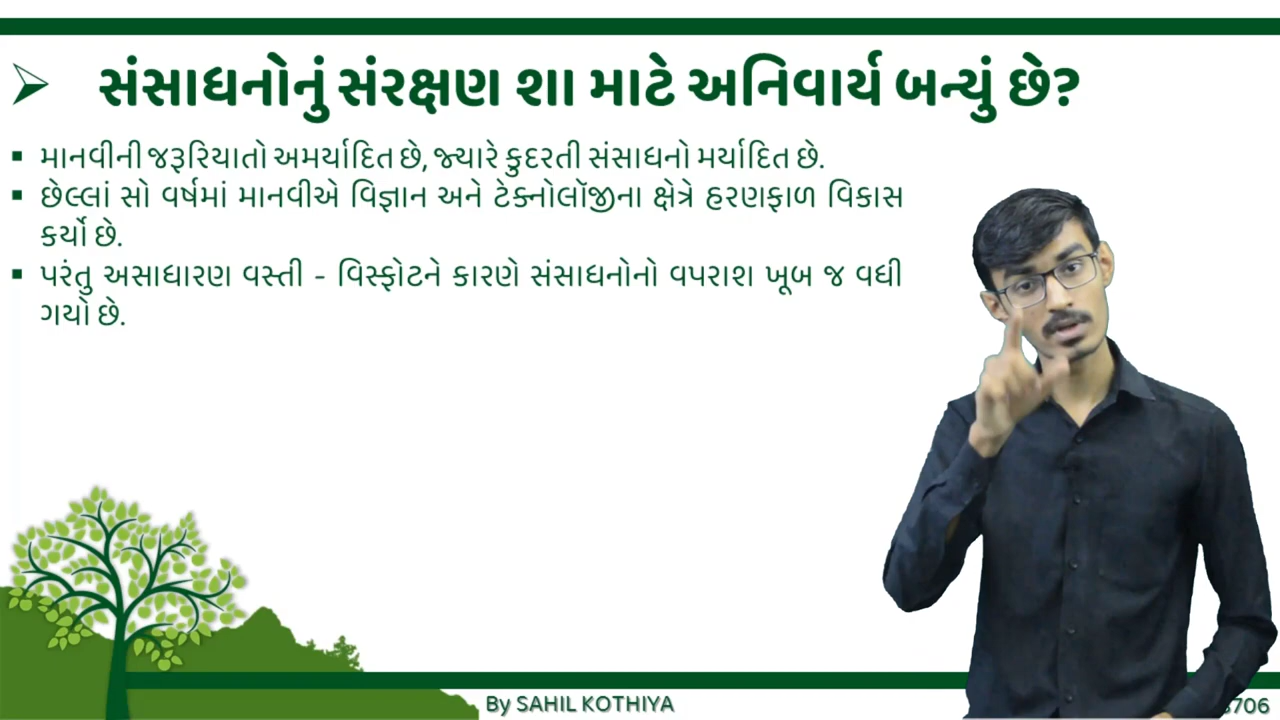 સંસાધનોનું સંરક્ષણ શા માટે અનિવાર્ય બન્યું છે?
માનવીની જરૂરિયાતો અમર્યાદિત છે, જ્યારે કુદરતી સંસાધનો મર્યાદિત છે.
છેલ્લાં સો વર્ષમાં માનવીએ વિજ્ઞાન અને ટેક્નોલૉજીના ક્ષેત્રે હરણફાળ વિકાસ
કર્યો છે.
પરંતુ અસાધારણ વસ્તી - વિસ્ફોટને કારણે સંસાધનોનો વપરાશ ખૂબ જ વધી
ગયો છે.
By SAHIL KOTHIYA